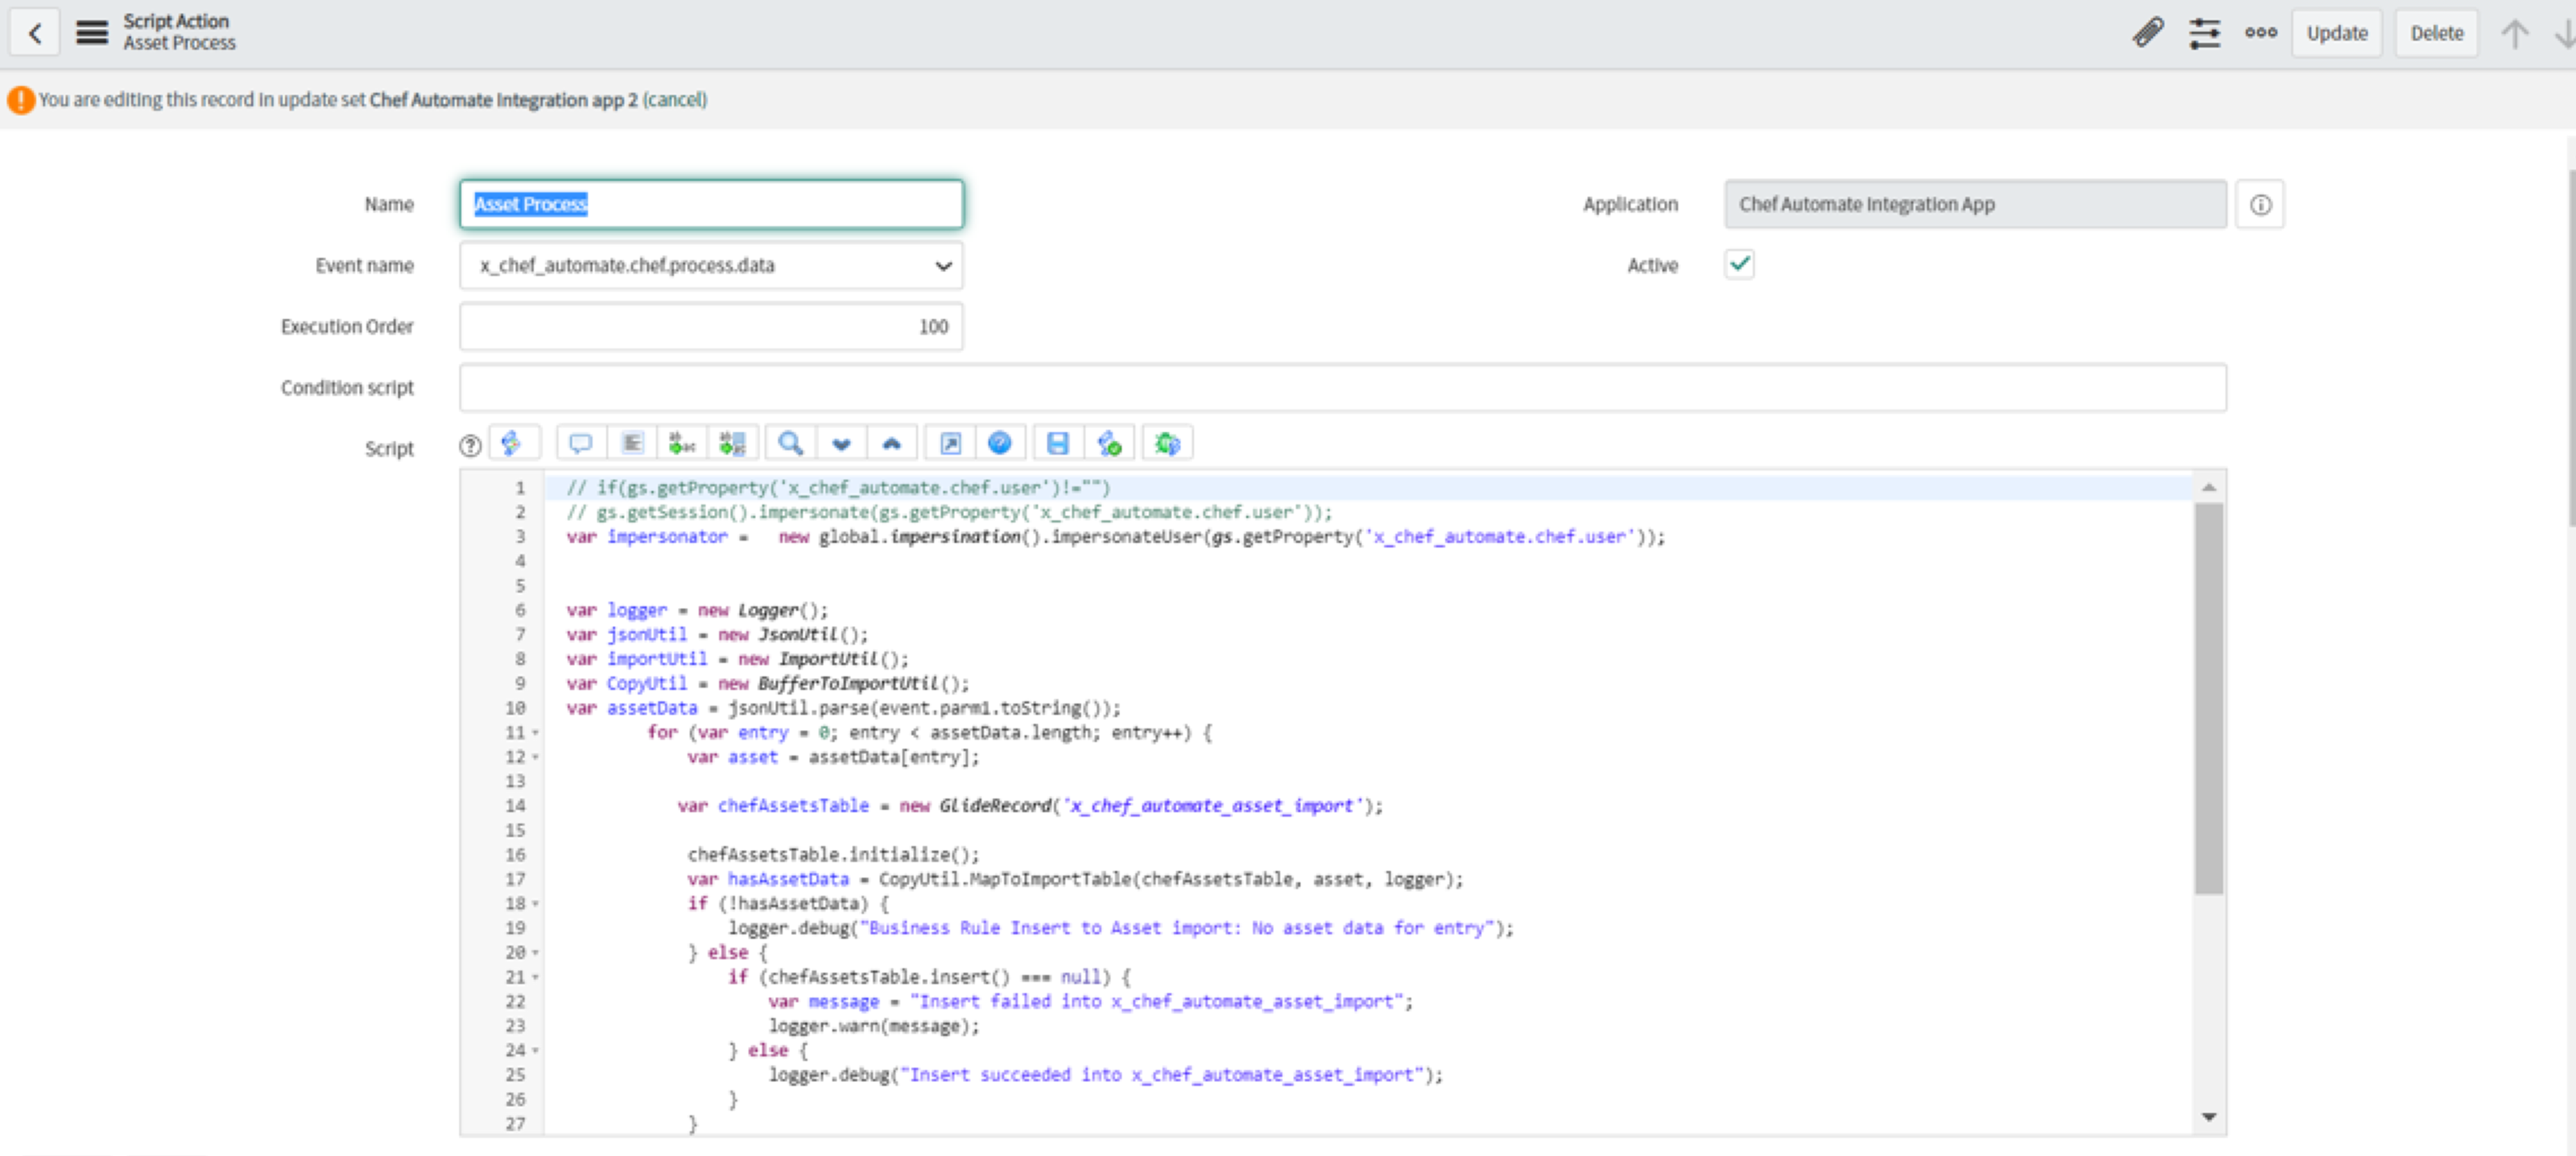 Script Action
Asset Process
Update
Delete
You are editing this record in update set Chef Automate Integration app 2 (cancel)
Name
Asset Process
Application
Chef Automate Integration App
Event name
x_chef_automate.chef.process.data
Active
Execution Order
100
Condition script
Script
1 // if(gs.getProperty('x_chef_automate.chef.user')!="")
2 // gs.getSession().impersonate(gs.getProperty('x_chef_automate.chef.user'));
3 var impersonator =   new global.impersination().impersonateUser(gs.getProperty('x_chef_automate.chef.user'));
4
5
6 var logger = new Logger();
7 var jsonUtil = new JsonUtil();
8 var importUtil = new ImportUtil();
9 var CopyUtil = new BufferToImportUtil();
10 var assetData = jsonUtil.parse(event.parm1.toString());
11 for (var entry = 0; entry < assetData.length; entry++) {
12 var asset = assetData[entry];
13
14 var chefAssetsTable = new GlideRecord('x_chef_automate_asset_import');
15
16 chefAssetsTable.initialize();
17 var hasAssetData = CopyUtil.MapToImportTable(chefAssetsTable, asset, logger);
18 if (!hasAssetData) {
19 logger.debug("Business Rule Insert to Asset import: No asset data for entry");
20 } else {
21 if (chefAssetsTable.insert() === null) {
22 var message = "Insert failed into x_chef_automate_asset_import";
23 logger.warn(message);
24 } else {
25 logger.debug("Insert succeeded into x_chef_automate_asset_import");
26 }
27 }